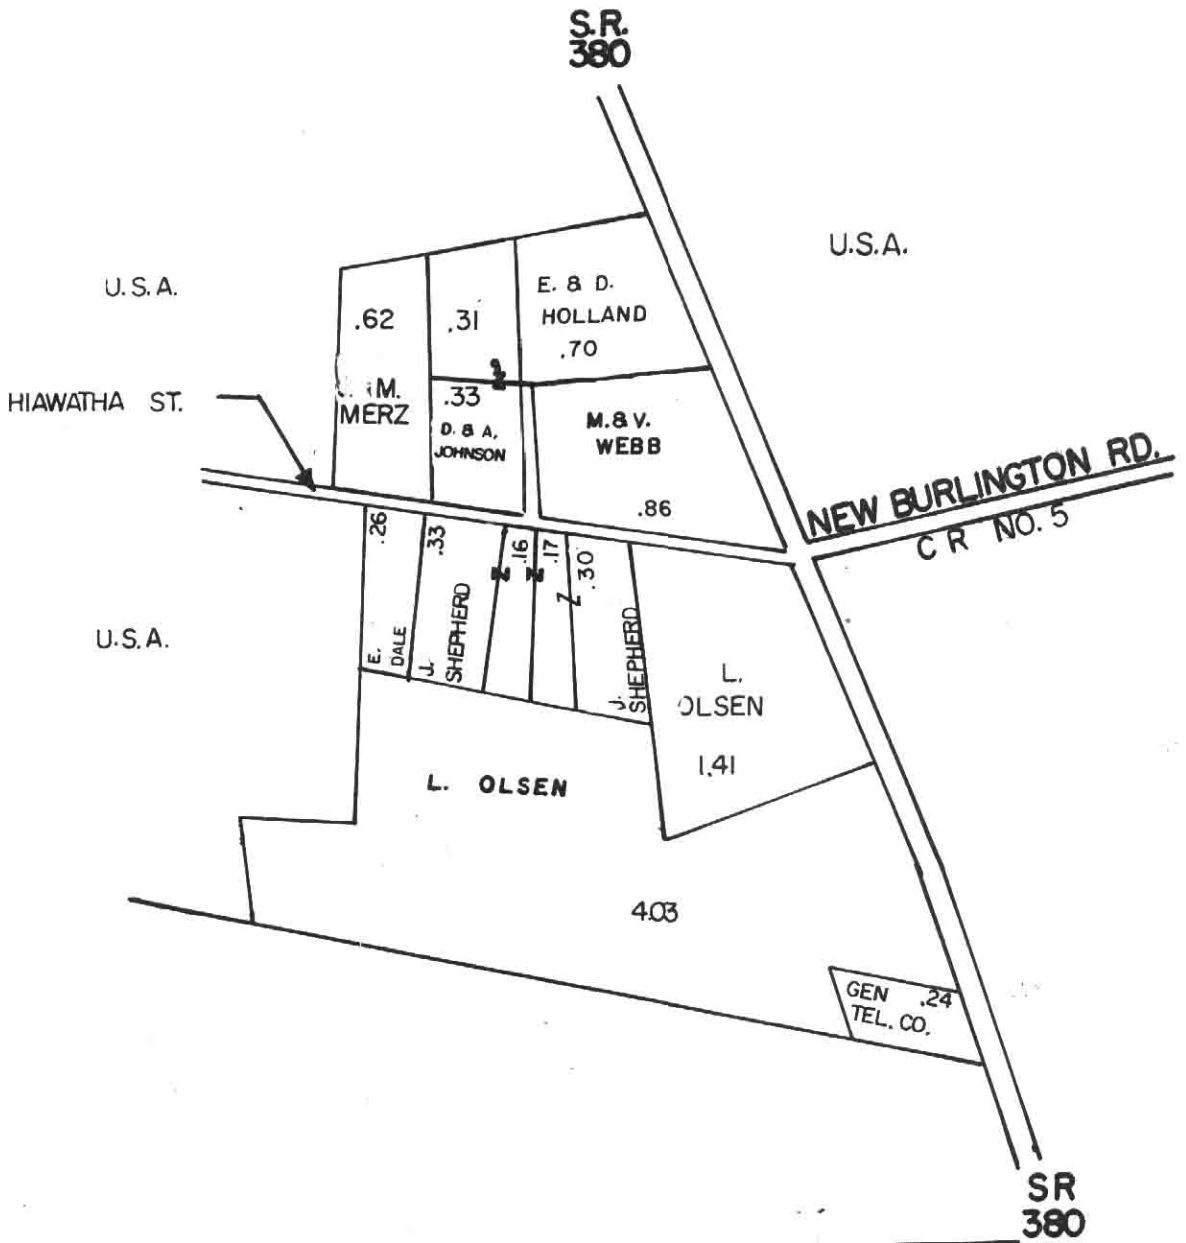 S.R.
380
U.S.A.
U.S.A.
E. & D.
HOLLAND
.70
.62
.31
M.
MERZ
.33
D. & A.
JOHNSON
HIAWATHA ST.
M. & V.
WEBB
.86
NEW BURLINGTON RD.
C R NO. 5
.26
E.
DALE
.33
J.
SHEPHERD
.16
.17
.30
J.
SHEPHERD
U.S.A.
L.
OLSEN
1.41
L. OLSEN
4.03
GEN .24
TEL. CO.
SR
380